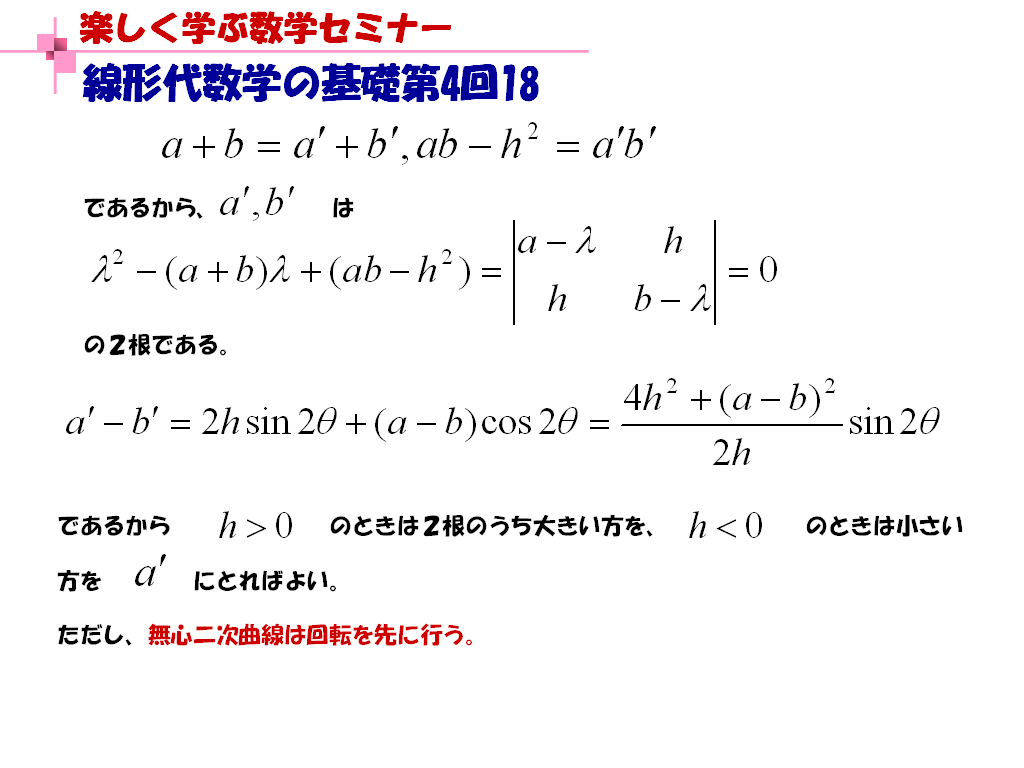 楽しく学ぶ数学セミナー
線形代数学の基礎第4回18
a + b = a′ + b′, ab − h² = a′b′
であるから、 a′, b′ は
λ² − (a + b)λ + (ab − h²) = | a − λ  h ; h  b − λ | = 0
の２根である。
a′ − b′ = 2h sin 2θ + (a − b) cos 2θ = (4h² + (a − b)²) / 2h sin 2θ
であるから h > 0 のときは２根のうち大きい方を、 h < 0 のときは小さい
方を a′ にとればよい。
ただし、無心二次曲線は回転を先に行う。